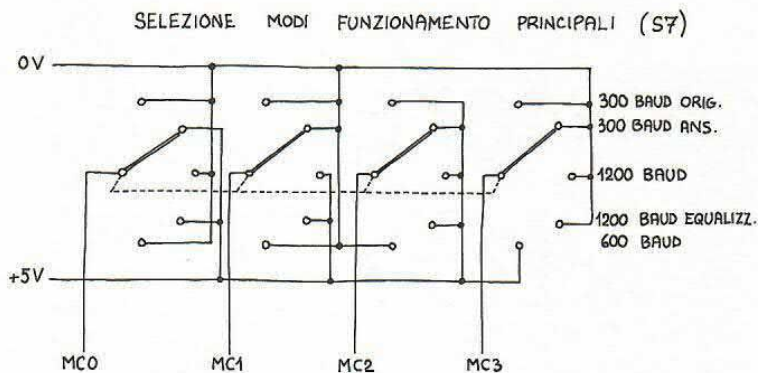 SELEZIONE MODI FUNZIONAMENTO PRINCIPALI (S7)
0V
300 BAUD ORIG.
300 BAUD ANS.
1200 BAUD
1200 BAUD EQUALIZZ.
600 BAUD
+5V
MC0 MC1 MC2 MC3